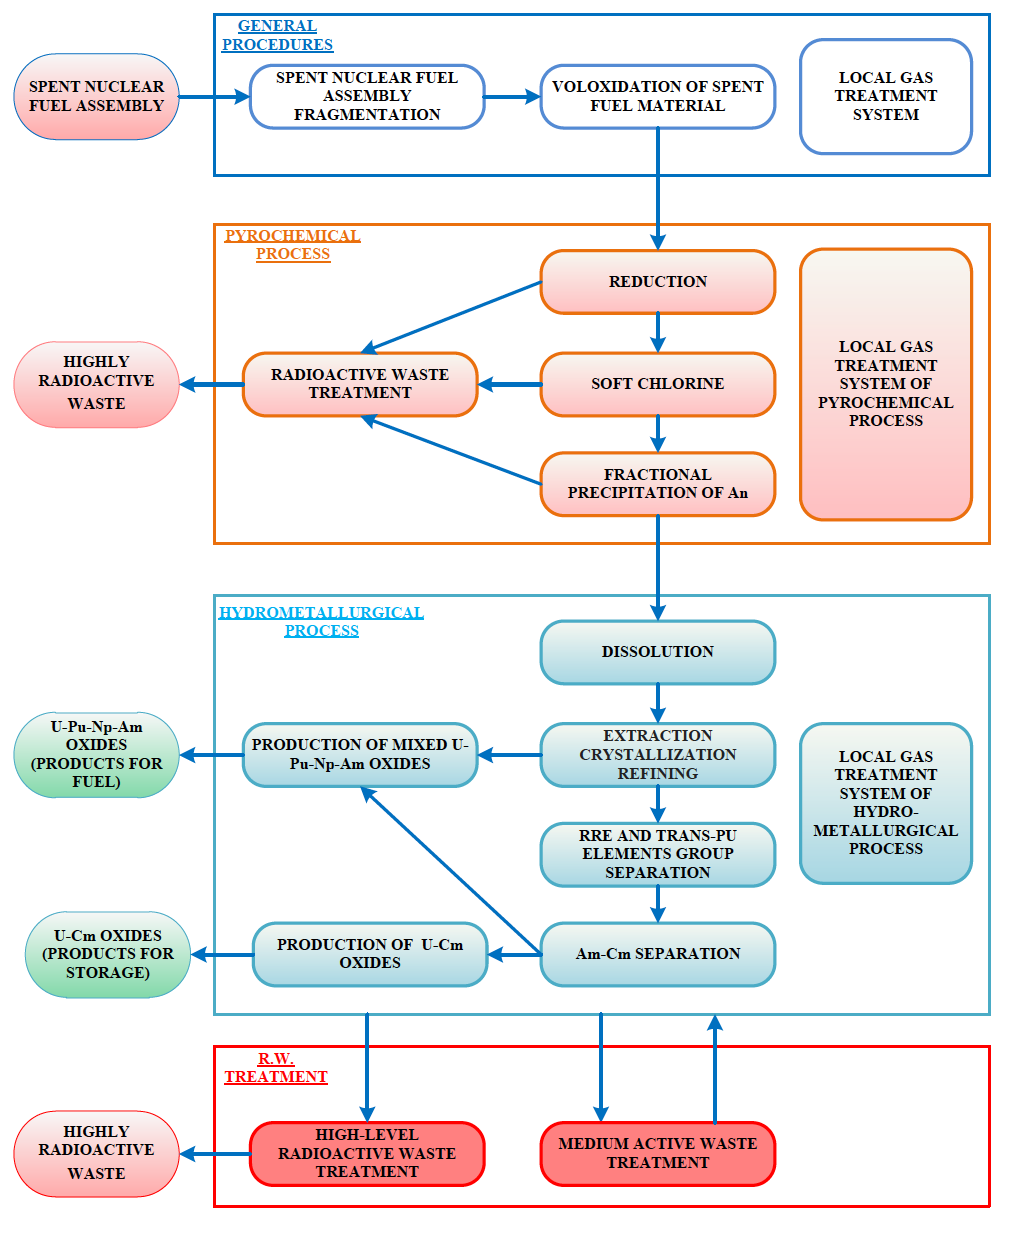 GENERAL
PROCEDURES
SPENT NUCLEAR
FUEL ASSEMBLY
SPENT NUCLEAR FUEL
ASSEMBLY
FRAGMENTATION
VOLOXIDATION OF SPENT
FUEL MATERIAL
LOCAL GAS
TREATMENT
SYSTEM
PYROCHEMICAL
PROCESS
REDUCTION
HIGHLY
RADIOACTIVE
WASTE
RADIOACTIVE WASTE
TREATMENT
SOFT CHLORINE
LOCAL GAS
TREATMENT
SYSTEM OF
PYROCHEMICAL
PROCESS
FRACTIONAL
PRECIPITATION OF An
HYDROMETALLURGICAL
PROCESS
DISSOLUTION
U-Pu-Np-Am
OXIDES
(PRODUCTS FOR
FUEL)
PRODUCTION OF MIXED U-
Pu-Np-Am OXIDES
EXTRACTION
CRYSTALLIZATION
REFINING
LOCAL GAS
TREATMENT
SYSTEM OF
HYDRO-
METALLURGICAL
PROCESS
RRE AND TRANS-PU
ELEMENTS GROUP
SEPARATION
U-Cm OXIDES
(PRODUCTS FOR
STORAGE)
PRODUCTION OF U-Cm
OXIDES
Am-Cm SEPARATION
R.W.
TREATMENT
HIGHLY
RADIOACTIVE
WASTE
HIGH-LEVEL
RADIOACTIVE WASTE
TREATMENT
MEDIUM ACTIVE WASTE
TREATMENT